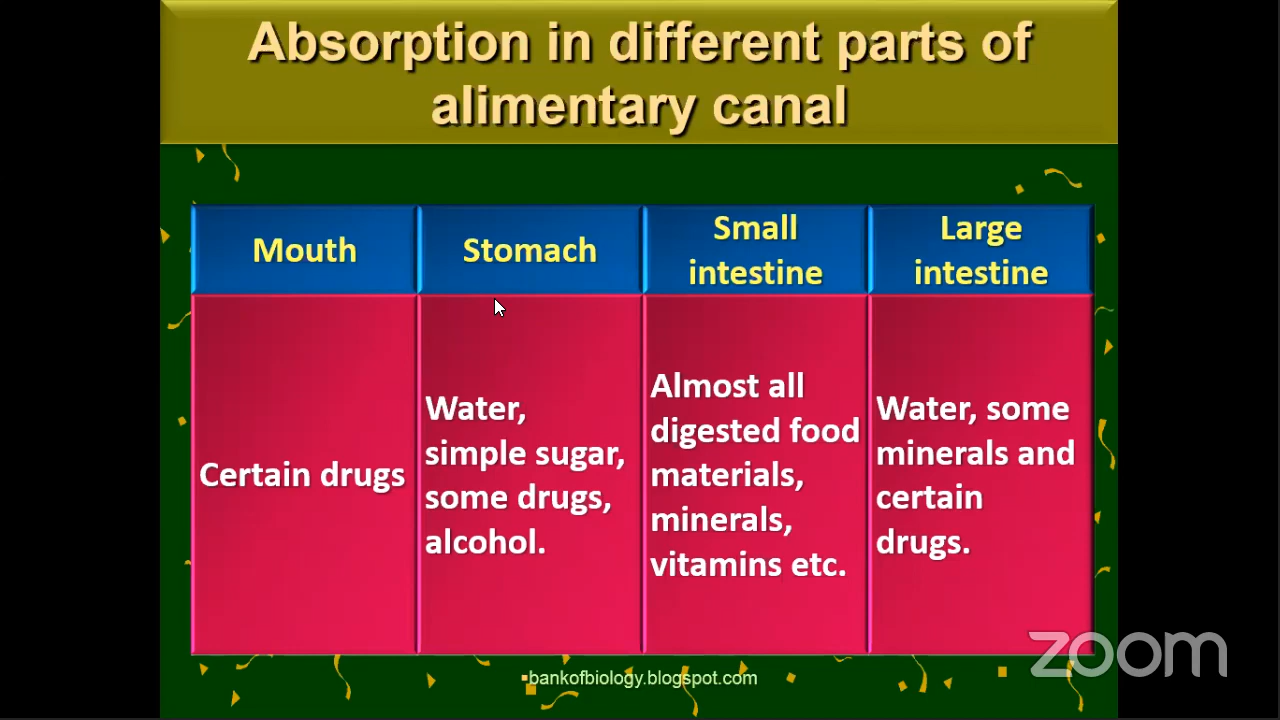 Absorption in different parts of
alimentary canal
Mouth
Stomach
Small
intestine
Large
intestine
Certain drugs
Water,
simple sugar,
some drugs,
alcohol.
Almost all
digested food
materials,
minerals,
vitamins etc.
Water, some
minerals and
certain
drugs.
bankofbiology.blogspot.com
zoom